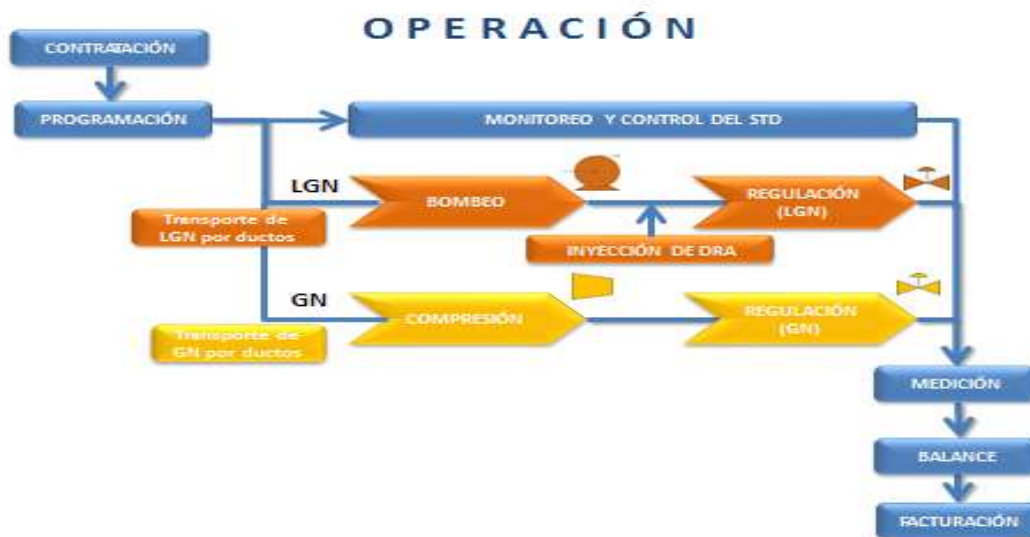 OPERACIÓN
CONTRATACIÓN
PROGRAMACIÓN
MONITOREO Y CONTROL DEL STD
LGN
BOMBEO
REGULACIÓN
(LGN)
Transporte de
LGN por ductos
INYECCIÓN DE DRA
GN
COMPRESIÓN
REGULACIÓN
(GN)
Transporte de
GN por ductos
MEDICIÓN
BALANCE
FACTURACIÓN